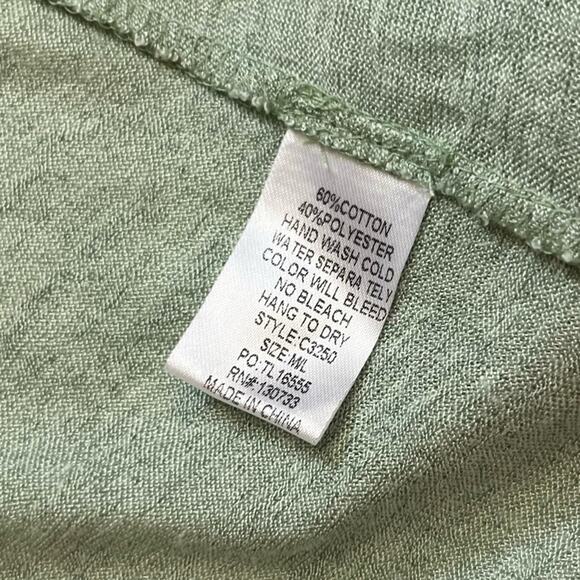 60%COTTON
40%POLYESTER
HAND WASH COLD
WATER SEPARA TELY
COLOR WILL BLEED
NO BLEACH
HANG TO DRY
STYLE:C3250
SIZE:M/L
PO:TL16555
RN#:130733
MADE IN CHINA